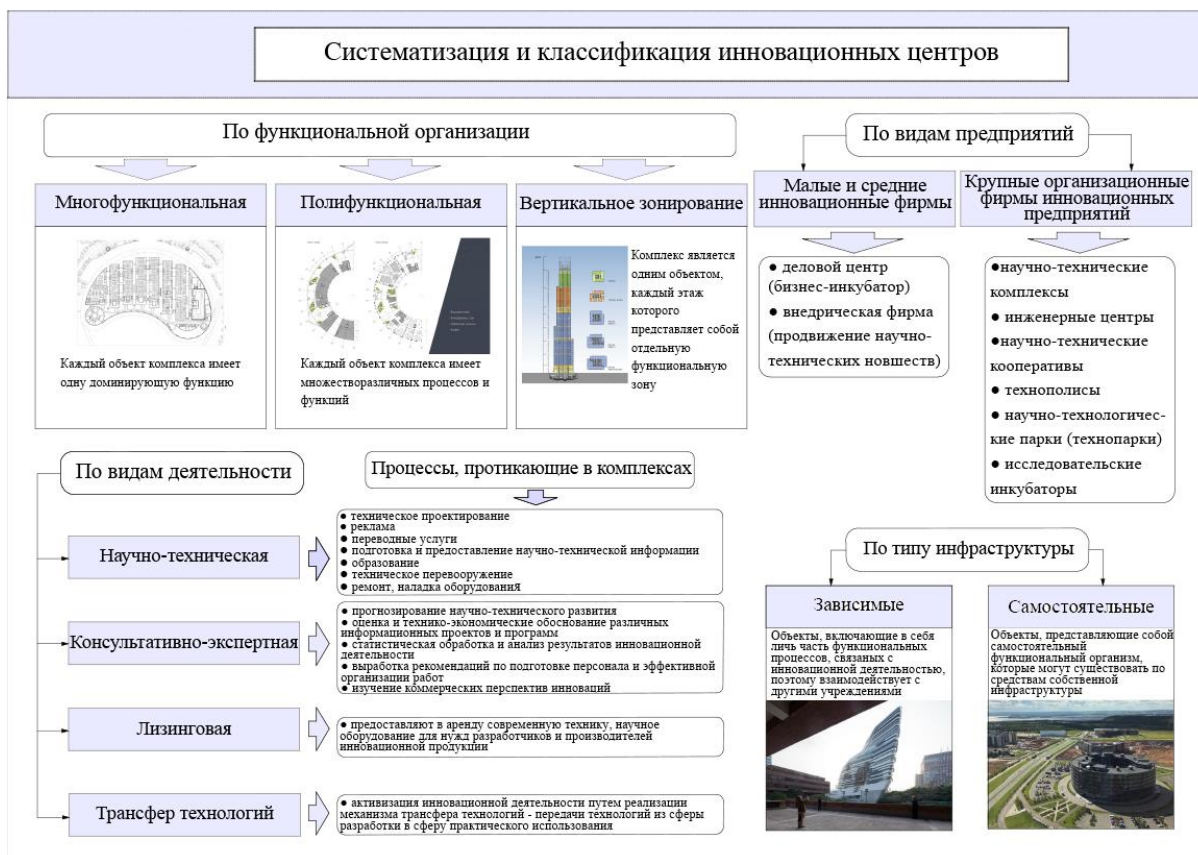 Систематизация и классификация инновационных центров
По функциональной организации
Многофункциональная
Каждый объект комплекса имеет
одну доминирующую функцию
Полифункциональная
Каждый объект комплекса имеет
множестворазличных процессов и
функций
Вертикальное зонирование
Комплекс является
одним объектом,
каждый этаж
которого
представляет собой
отдельную
функциональную
зону
По видам предприятий
Малые и средние
инновационные фирмы
● деловой центр
(бизнес-инкубатор)
● внедрическая фирма
(продвижение научно-
технических новшеств)
Крупные организационные
фирмы инновационных
предприятий
●научно-технические
комплексы
● инженерные центры
●научно-технические
кооперативы
● технополисы
● научно-технологичес-
кие парки (технопарки)
● исследовательские
инкубаторы
По видам деятельности
Процессы, протикающие в комплексах
Научно-техническая
● техническое проектирование
● реклама
● переводные услуги
● подготовка и предоставление научно-технической информации
● образование
● техническое перевооружение
● ремонт, наладка оборудования
Консультативно-экспертная
● прогнозирование научно-технического развития
● оценка и технико-экономические обоснование различных
информационных проектов и программ
● статистическая обработка и анализ результатов инновационной
деятельности
● выработка рекомендаций по подготовке персонала и эффективной
организации работ
● изучение коммерческих перспектив инноваций
Лизинговая
● предоставляют в аренду современную технику, научное
оборудование для нужд разработчиков и производителей
инновационной продукции
Трансфер технологий
● активизация инновационной деятельности путем реализации
механизма трансфера технологий - передачи технологий из сферы
разработки в сферу практического использования
По типу инфраструктуры
Зависимые
Объекты, включающие в себя
личь часть функциональных
процессов, связаных с
инновационной деятельностью,
поэтому взаимодействует с
другими учреждениями
Самостоятельные
Объекты, представляющие собой
самостоятельный
функциональный организм,
которые могут существовать по
средствам собственной
инфраструктуры